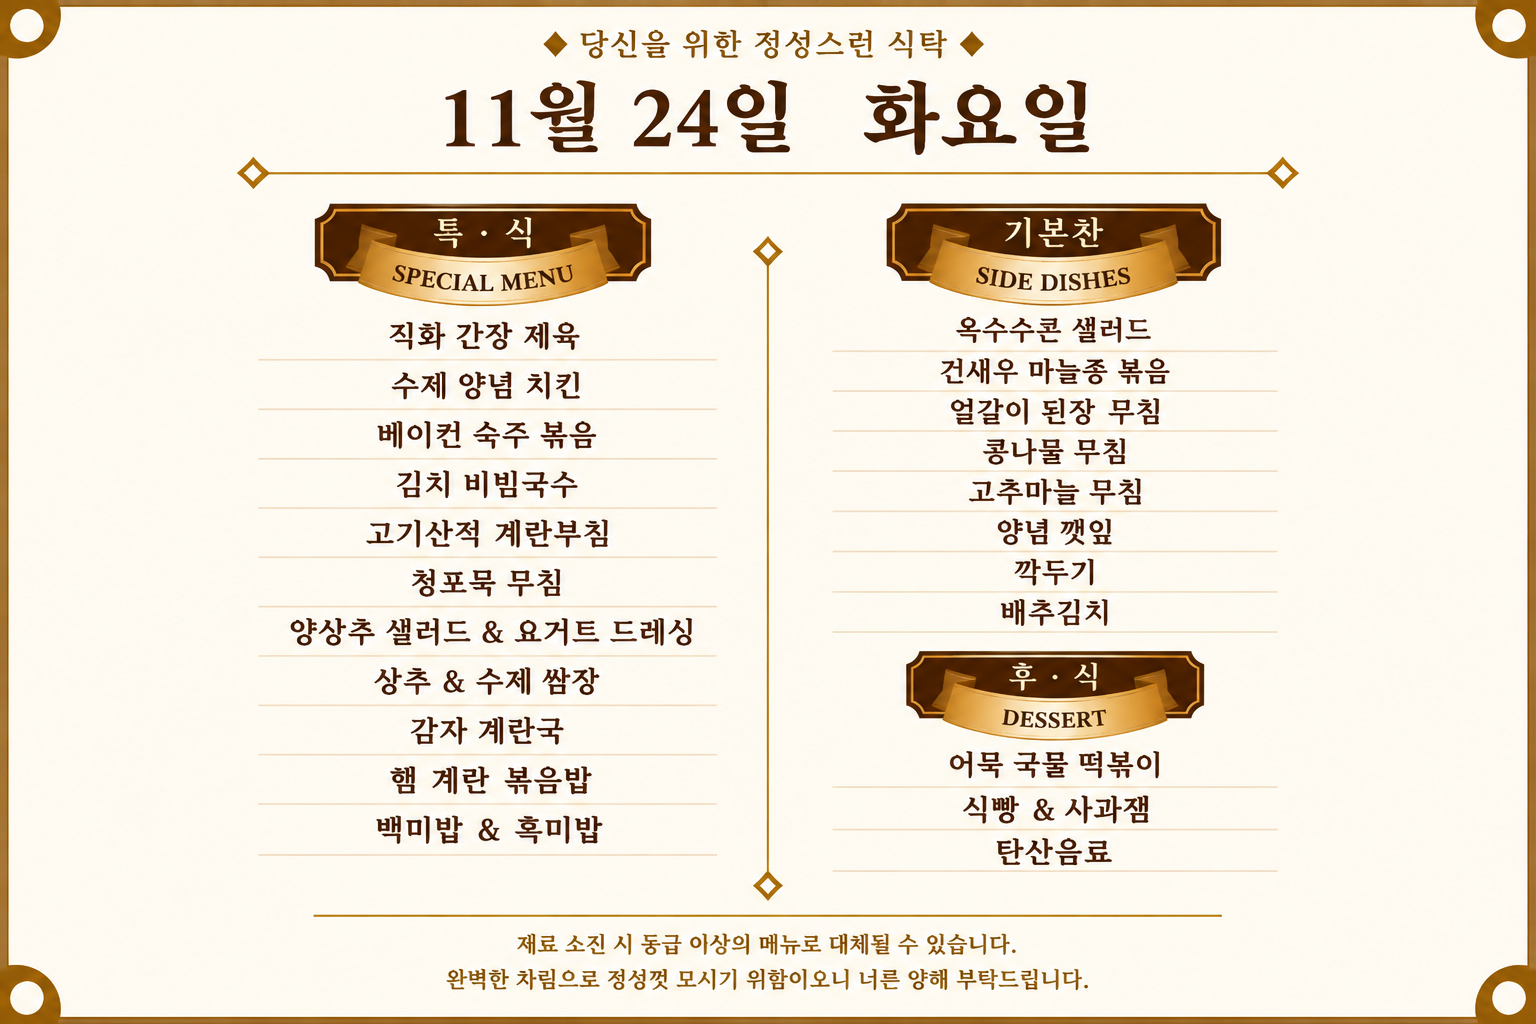 ◆ 당신을 위한 정성스런 식탁 ◆
11월 24일 화요일
특 · 식
SPECIAL MENU
직화 간장 제육
수제 양념 치킨
베이컨 숙주 볶음
김치 비빔국수
고기산적 계란부침
청포묵 무침
양상추 샐러드 & 요거트 드레싱
상추 & 수제 쌈장
감자 계란국
햄 계란 볶음밥
백미밥 & 흑미밥
기본찬
SIDE DISHES
옥수수콘 샐러드
건새우 마늘종 볶음
얼갈이 된장 무침
콩나물 무침
고추마늘 무침
양념 깻잎
깍두기
배추김치
후 · 식
DESSERT
어묵 국물 떡볶이
식빵 & 사과잼
탄산음료
재료 소진 시 동급 이상의 메뉴로 대체될 수 있습니다.
완벽한 차림으로 정성껏 모시기 위함이오니 너른 양해 부탁드립니다.